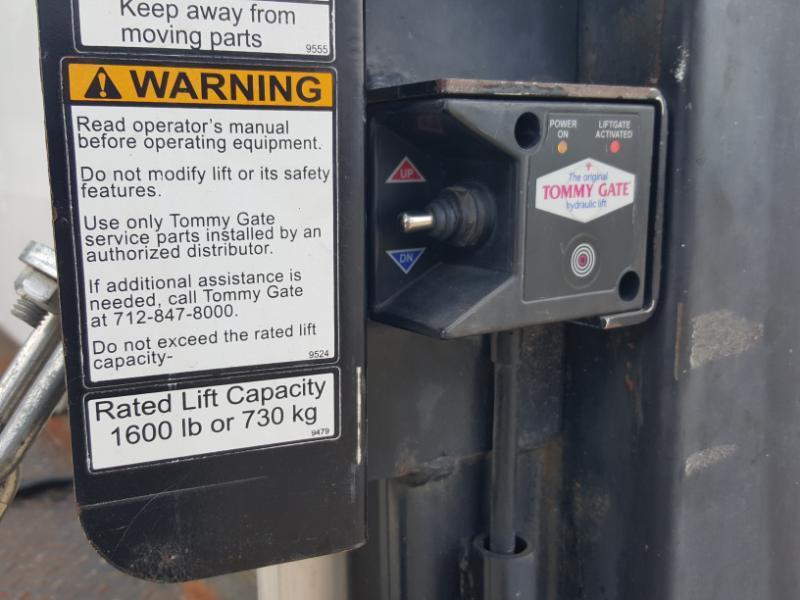 Keep away from
moving parts
9555
WARNING
Read operator's manual
before operating equipment.
Do not modify lift or its safety
features.
Use only Tommy Gate
service parts installed by an
authorized distributor.
If additional assistance is
needed, call Tommy Gate
at 712-847-8000.
Do not exceed the rated lift
capacity-
9524
Rated Lift Capacity
1600 lb or 730 kg
9479
UP
DN
POWER
ON
LIFTGATE
ACTIVATED
The original
TOMMY GATE
hydraulic lift